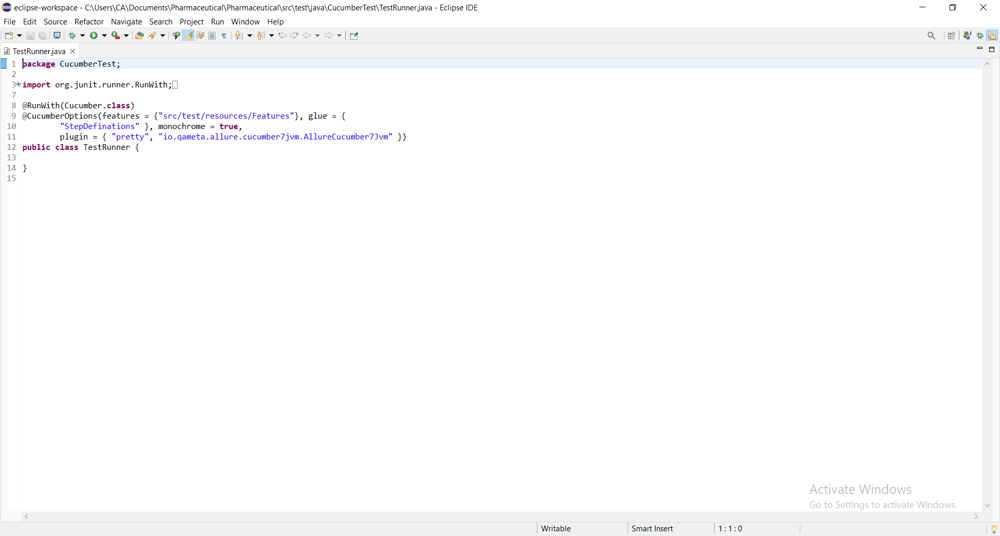 eclipse-workspace - C:\Users\CA\Documents\Pharmaceutical\Pharmaceutical\src\test\java\CucumberTest\TestRunner.java - Eclipse IDE
File Edit Source Refactor Navigate Search Project Run Window Help
TestRunner.java
1 package CucumberTest;
2
3 import org.junit.runner.RunWith;
7
8 @RunWith(Cucumber.class)
9 @CucumberOptions(features = {"src/test/resources/Features"}, glue = {
10 "StepDefinations" }, monochrome = true,
11 plugin = { "pretty", "io.qameta.allure.cucumber7jvm.AllureCucumber7Jvm" })
12 public class TestRunner {
13
14 }
15
Activate Windows
Go to Settings to activate Windows.
Writable Smart Insert 1 : 1 : 0